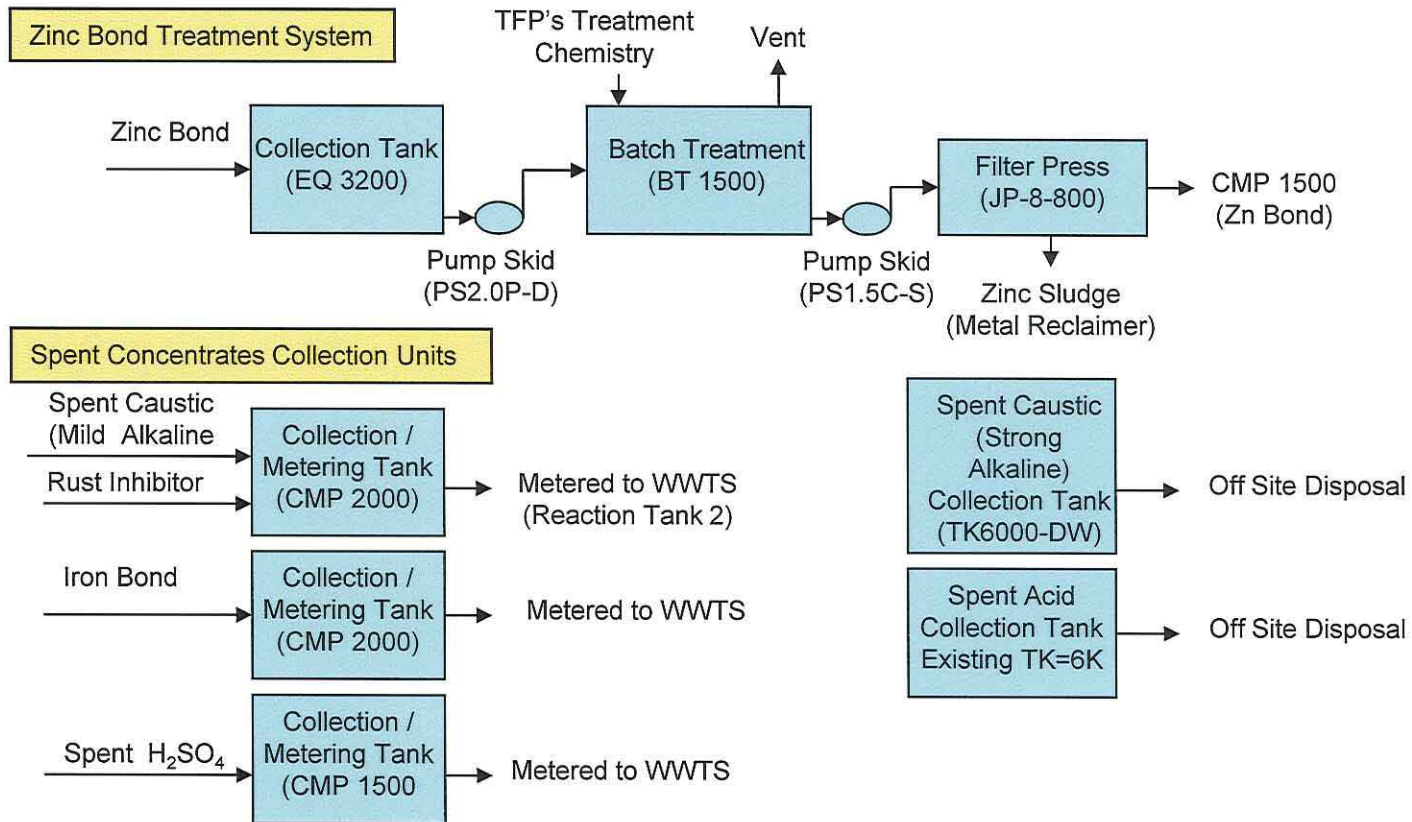 Zinc Bond Treatment System
TFP's Treatment
Chemistry
Vent
Zinc Bond
Collection Tank
(EQ 3200)
Pump Skid
(PS2.0P-D)
Batch Treatment
(BT 1500)
Pump Skid
(PS1.5C-S)
Filter Press
(JP-8-800)
CMP 1500
(Zn Bond)
Zinc Sludge
(Metal Reclaimer)
Spent Concentrates Collection Units
Spent Caustic
(Mild Alkaline
Rust Inhibitor
Collection /
Metering Tank
(CMP 2000)
Metered to WWTS
(Reaction Tank 2)
Iron Bond
Collection /
Metering Tank
(CMP 2000)
Metered to WWTS
Spent H₂SO₄
Collection /
Metering Tank
(CMP 1500
Metered to WWTS
Spent Caustic
(Strong
Alkaline)
Collection Tank
(TK6000-DW)
Off Site Disposal
Spent Acid
Collection Tank
Existing TK=6K
Off Site Disposal